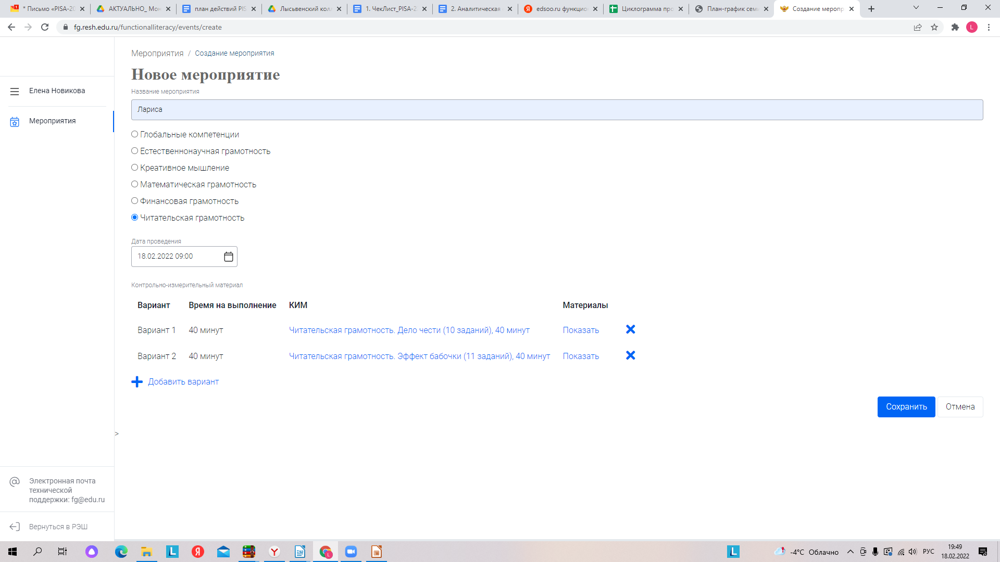 * Письмо «PISA-20
АКТУАЛЬНО_ Мон
план действий PIS
Лысьвенский кол
1. ЧекЛист_PISA-2
2. Аналитическая
edsoo.ru функцио
Циклограмма про
План-график сем
Создание меропр
fg.resh.edu.ru/functionalliteracy/events/create
L
Мероприятия / Создание мероприятия
Новое мероприятие
Елена Новикова
Название мероприятия
Лариса
Мероприятия
Глобальные компетенции
Естественнонаучная грамотность
Креативное мышление
Математическая грамотность
Финансовая грамотность
Читательская грамотность
Дата проведения
18.02.2022 09:00
Контрольно-измерительный материал
Вариант Время на выполнение КИМ Материалы
Вариант 1 40 минут Читательская грамотность. Дело чести (10 заданий), 40 минут Показать
Вариант 2 40 минут Читательская грамотность. Эффект бабочки (11 заданий), 40 минут Показать
Добавить вариант
Сохранить Отмена
>
Электронная почта
технической
поддержки: fg@edu.ru
Вернуться в РЭШ
-4°C Облачно
РУС
19:49
18.02.2022